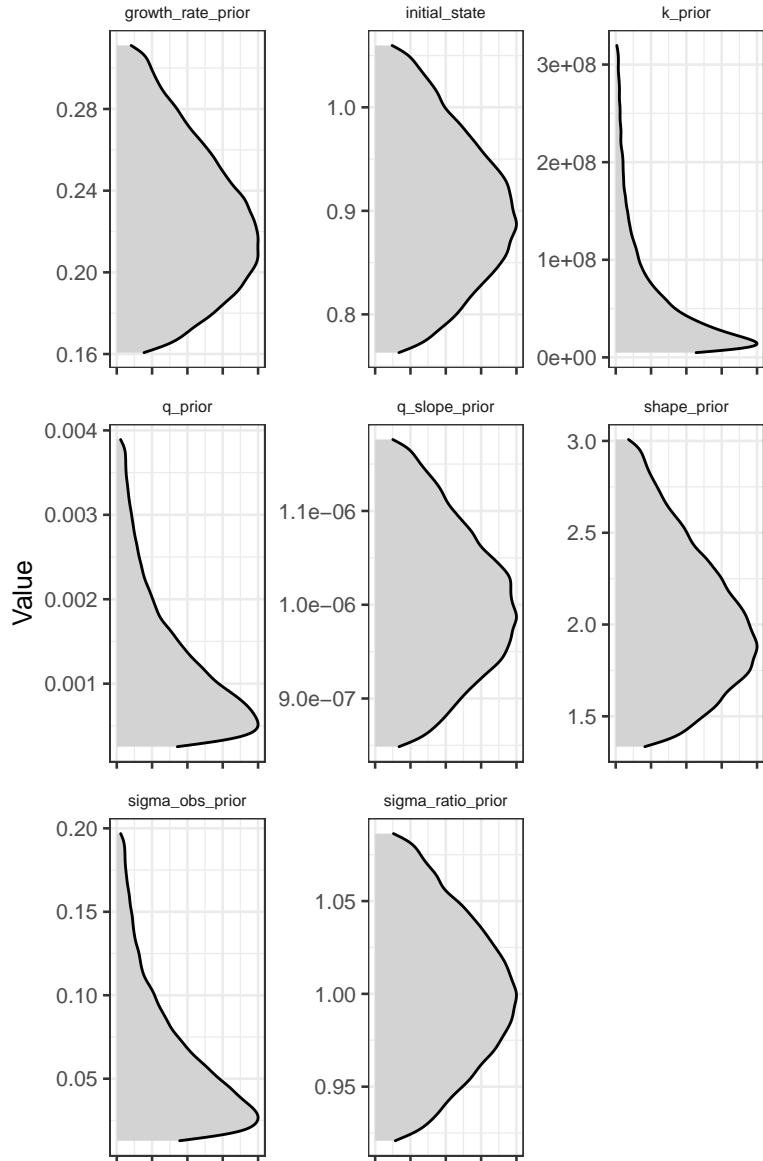 growth_rate_prior
initial_state
k_prior
0.28
0.24
0.20
0.16
1.0
0.9
0.8
3e+08
2e+08
1e+08
0e+00
q_prior
q_slope_prior
shape_prior
Value
0.004
0.003
0.002
0.001
1.1e−06
1.0e−06
9.0e−07
3.0
2.5
2.0
1.5
sigma_obs_prior
sigma_ratio_prior
0.20
0.15
0.10
0.05
1.05
1.00
0.95